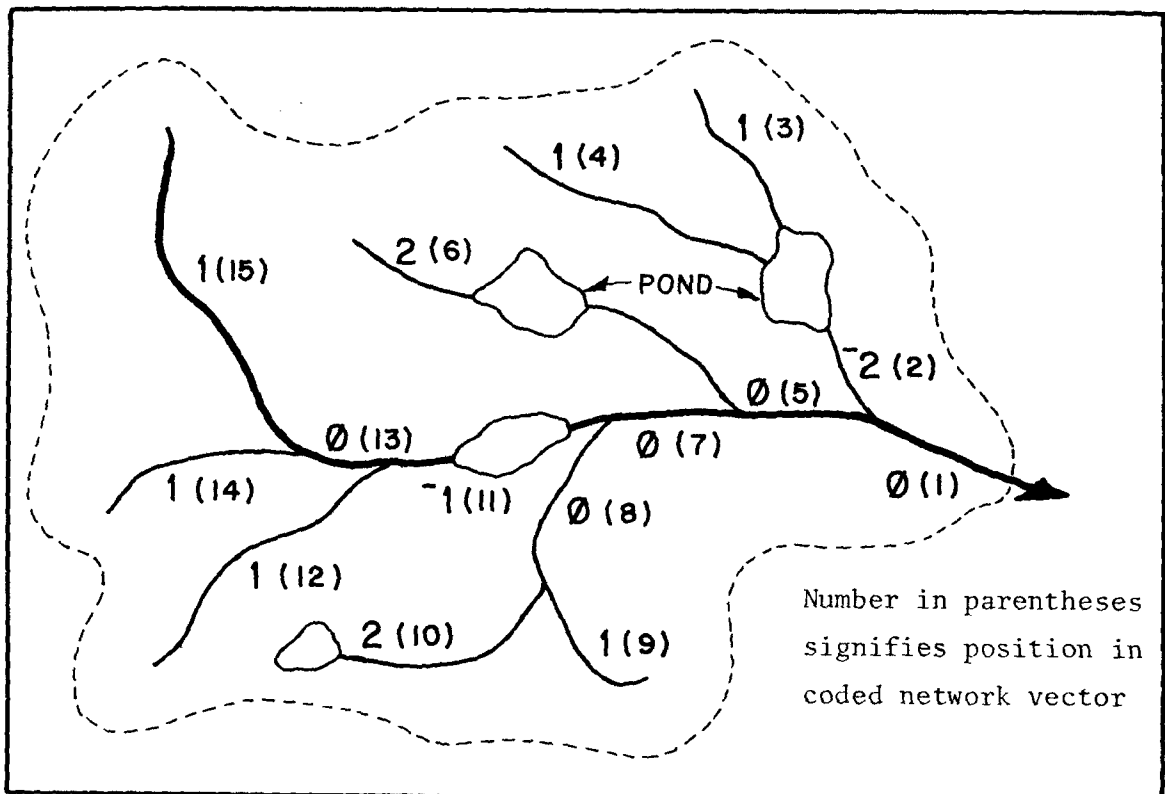 1 (3)
1 (4)
2 (6)
1 (15)
POND
‾2 (2)
Ø (5)
Ø (13)
Ø (7)
Ø (1)
1 (14)
‾1 (11)
Ø (8)
1 (12)
2 (10)
1 (9)
Number in parentheses
signifies position in
coded network vector